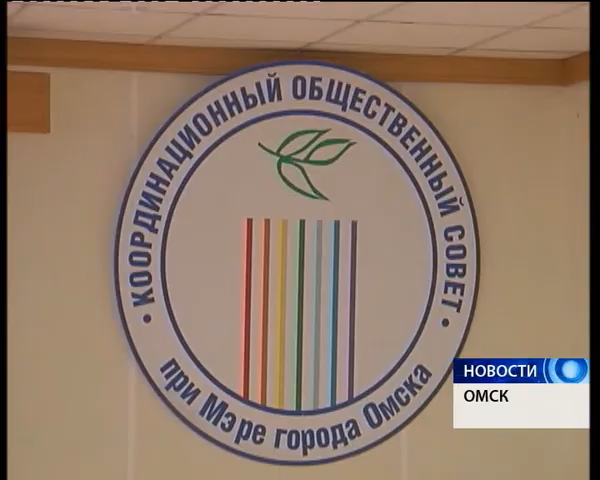 КООРДИНАЦИОННЫЙ ОБЩЕСТВЕННЫЙ СОВЕТ
при Мэре города Омска
НОВОСТИ
ОМСК